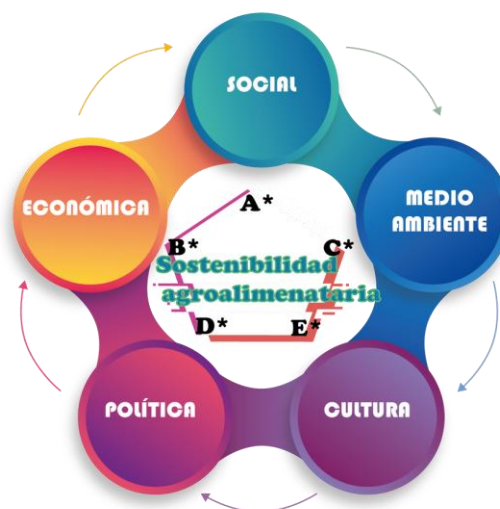 SOCIAL
ECONÓMICA
MEDIO
AMBIENTE
A*
B*
C*
Sostenibilidad
agroalimenataria
D*
E*
POLÍTICA
CULTURA